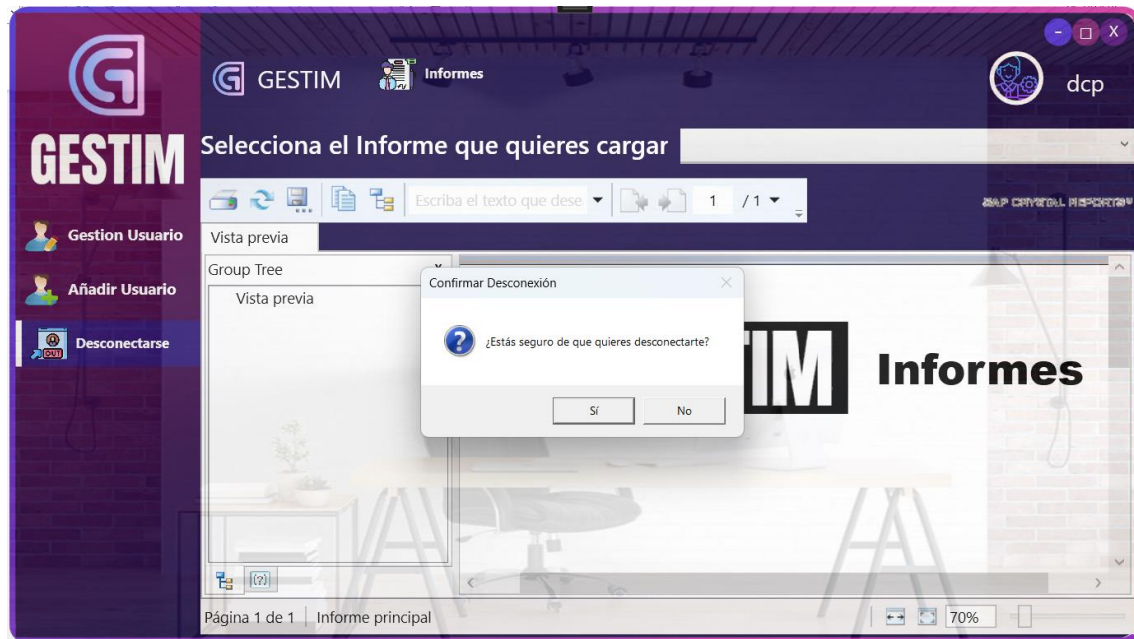 - □ X
GESTIM
Informes
dcp
GESTIM
Selecciona el Informe que quieres cargar
Escriba el texto que dese
1 / 1
SAP CRYSTAL REPORTS®
Gestion Usuario
Vista previa
Añadir Usuario
Group Tree
x
Vista previa
Desconectarse
OUT
Confirmar Desconexión
¿Estás seguro de que quieres desconectarte?
Sí
No
TIM
Informes
Página 1 de 1
Informe principal
70%